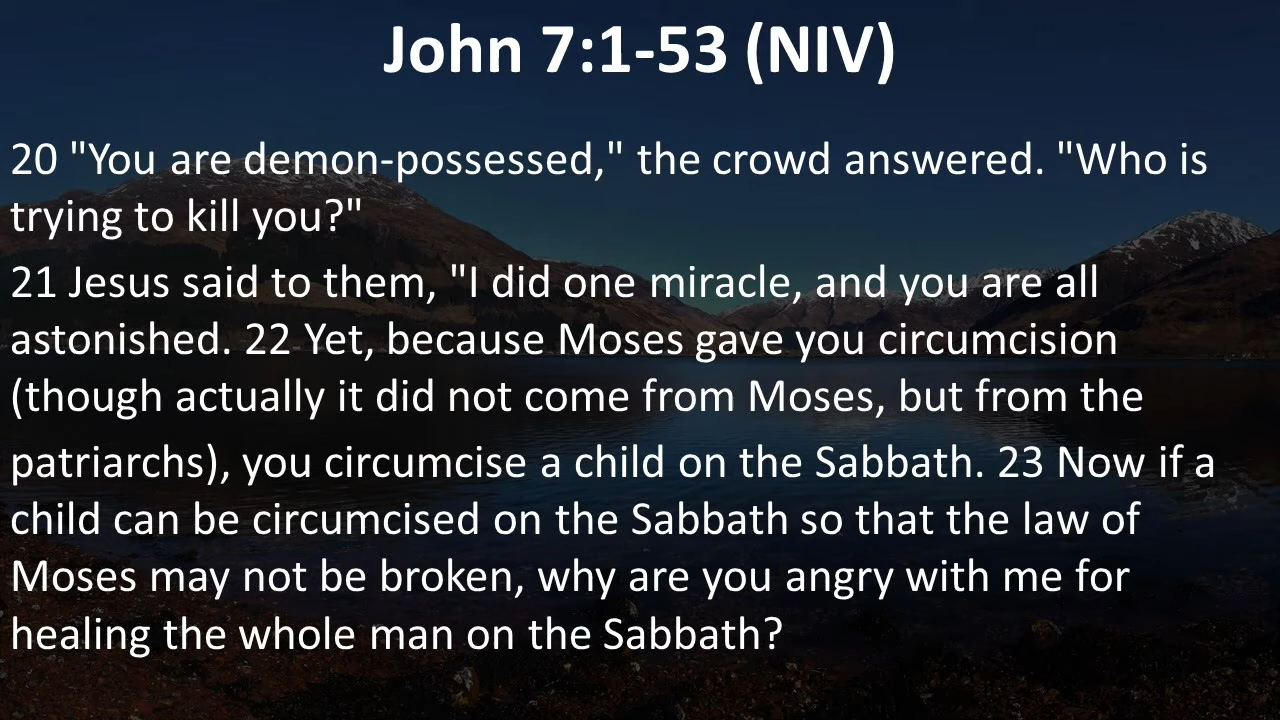 John 7:1-53 (NIV)
20 "You are demon-possessed," the crowd answered. "Who is
trying to kill you?"
21 Jesus said to them, "I did one miracle, and you are all
astonished. 22 Yet, because Moses gave you circumcision
(though actually it did not come from Moses, but from the
patriarchs), you circumcise a child on the Sabbath. 23 Now if a
child can be circumcised on the Sabbath so that the law of
Moses may not be broken, why are you angry with me for
healing the whole man on the Sabbath?